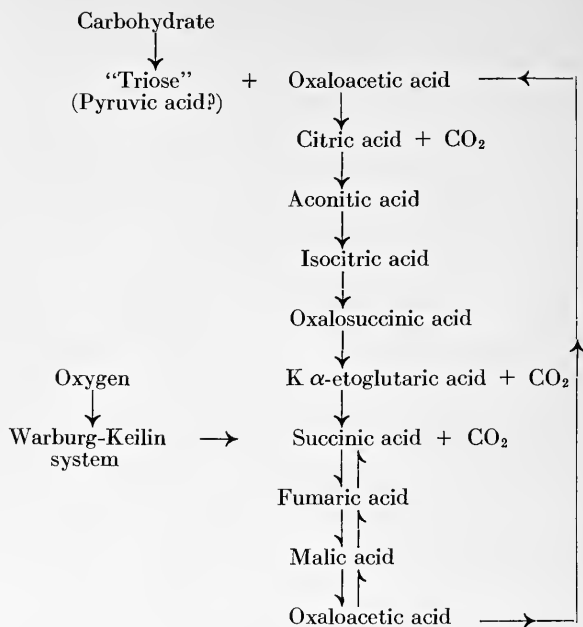 Carbohydrate
“Triose” + Oxaloacetic acid
(Pyruvic acid?)
Citric acid + CO₂
Aconitic acid
Isocitric acid
Oxalosuccinic acid
Oxygen K α-etoglutaric acid + CO₂
Warburg-Keilin Succinic acid + CO₂
system
Fumaric acid
Malic acid
Oxaloacetic acid